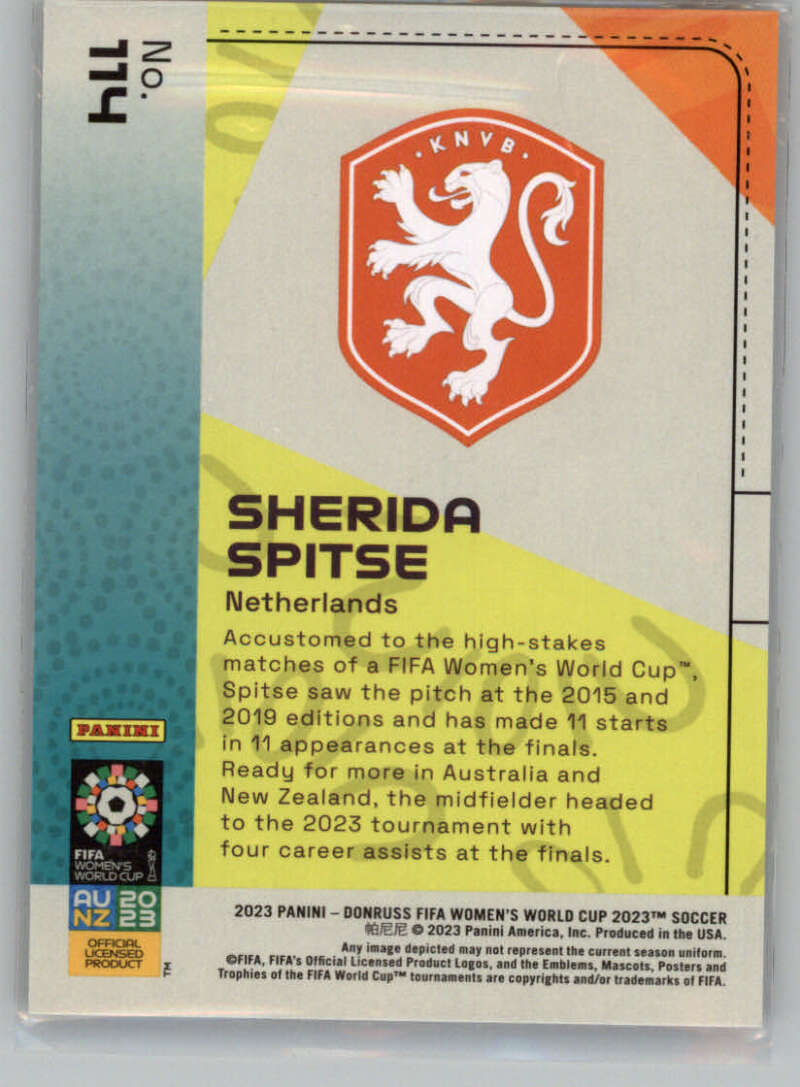 NO.
114
KNVB
SHERIDA
SPITSE
Netherlands
Accustomed to the high-stakes
matches of a FIFA Women's World Cup™,
Spitse saw the pitch at the 2015 and
2019 editions and has made 11 starts
in 11 appearances at the finals.
Ready for more in Australia and
New Zealand, the midfielder headed
to the 2023 tournament with
four career assists at the finals.
PANINI
FIFA
WOMEN'S
WORLD CUP
AU 20
NZ 23
OFFICIAL
LICENSED
PRODUCT
TM
2023 PANINI – DONRUSS FIFA WOMEN'S WORLD CUP 2023™ SOCCER
帕尼尼 © 2023 Panini America, Inc. Produced in the USA.
Any image depicted may not represent the current season uniform.
©FIFA, FIFA's Official Licensed Product Logos, and the Emblems, Mascots, Posters and
Trophies of the FIFA World Cup™ tournaments are copyrights and/or trademarks of FIFA.